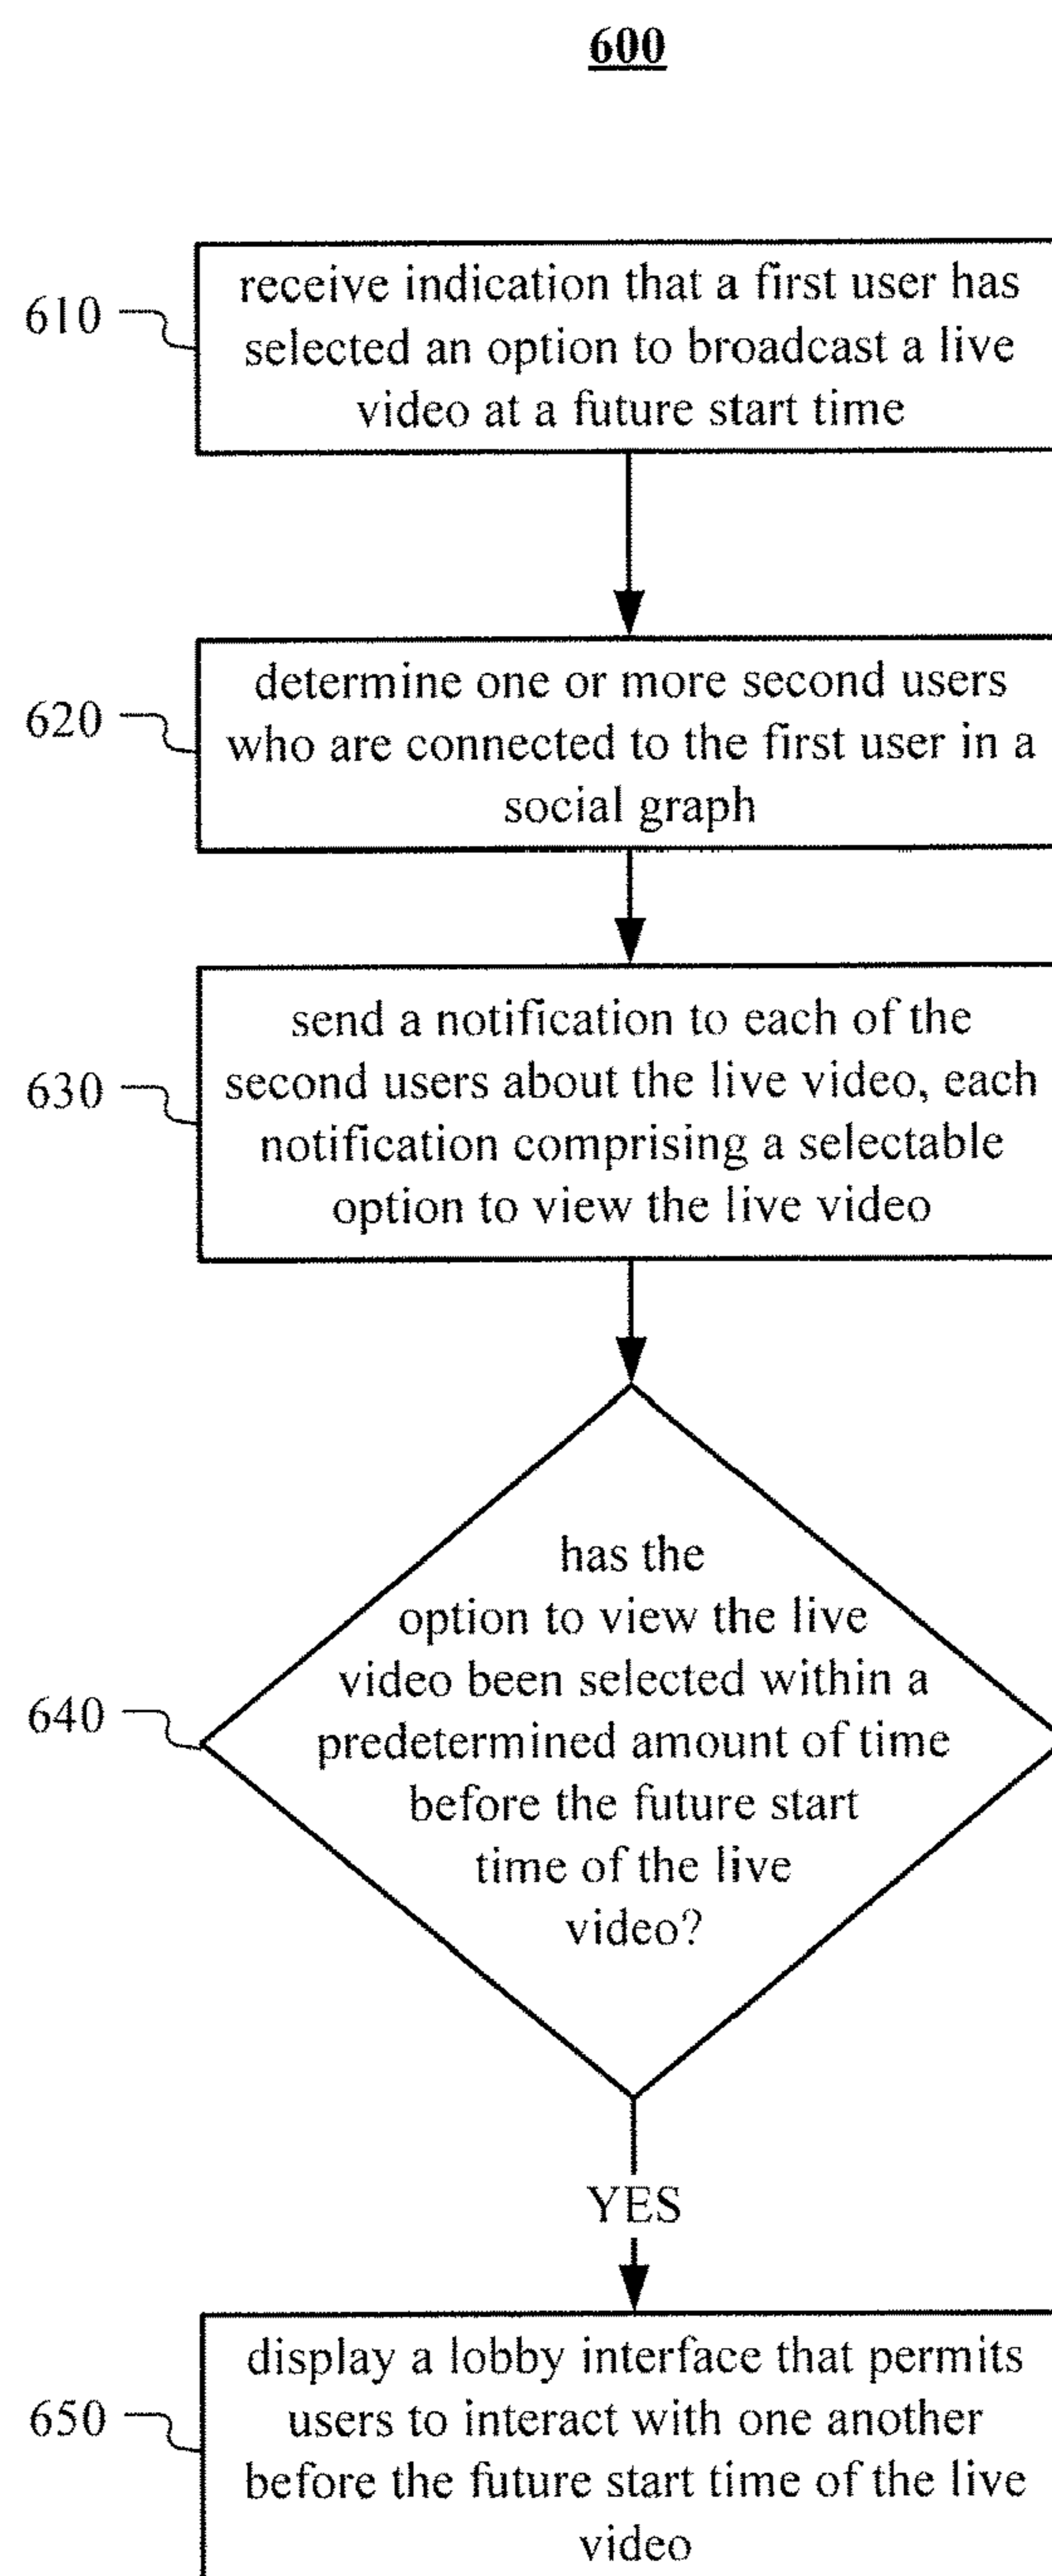 600
610
receive indication that a first user has
selected an option to broadcast a live
video at a future start time
620
determine one or more second users
who are connected to the first user in a
social graph
630
send a notification to each of the
second users about the live video, each
notification comprising a selectable
option to view the live video
640
has the
option to view the live
video been selected within a
predetermined amount of time
before the future start
time of the live
video?
YES
650
display a lobby interface that permits
users to interact with one another
before the future start time of the live
video